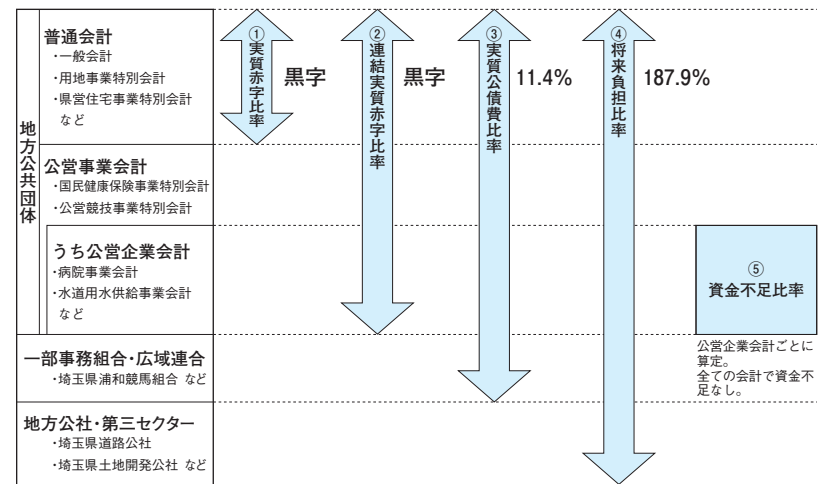 地方公共団体
普通会計
・一般会計
・用地事業特別会計
・県営住宅事業特別会計
など
公営事業会計
・国民健康保険事業特別会計
・公営競技事業特別会計
うち公営企業会計
・病院事業会計
・水道用水供給事業会計
など
一部事務組合・広域連合
・埼玉県浦和競馬組合 など
地方公社・第三セクター
・埼玉県道路公社
・埼玉県土地開発公社 など
①実質赤字比率
黒字
②連結実質赤字比率
黒字
③実質公債費比率
11.4%
④将来負担比率
187.9%
⑤
資金不足比率
公営企業会計ごとに
算定。
全ての会計で資金不
足なし。